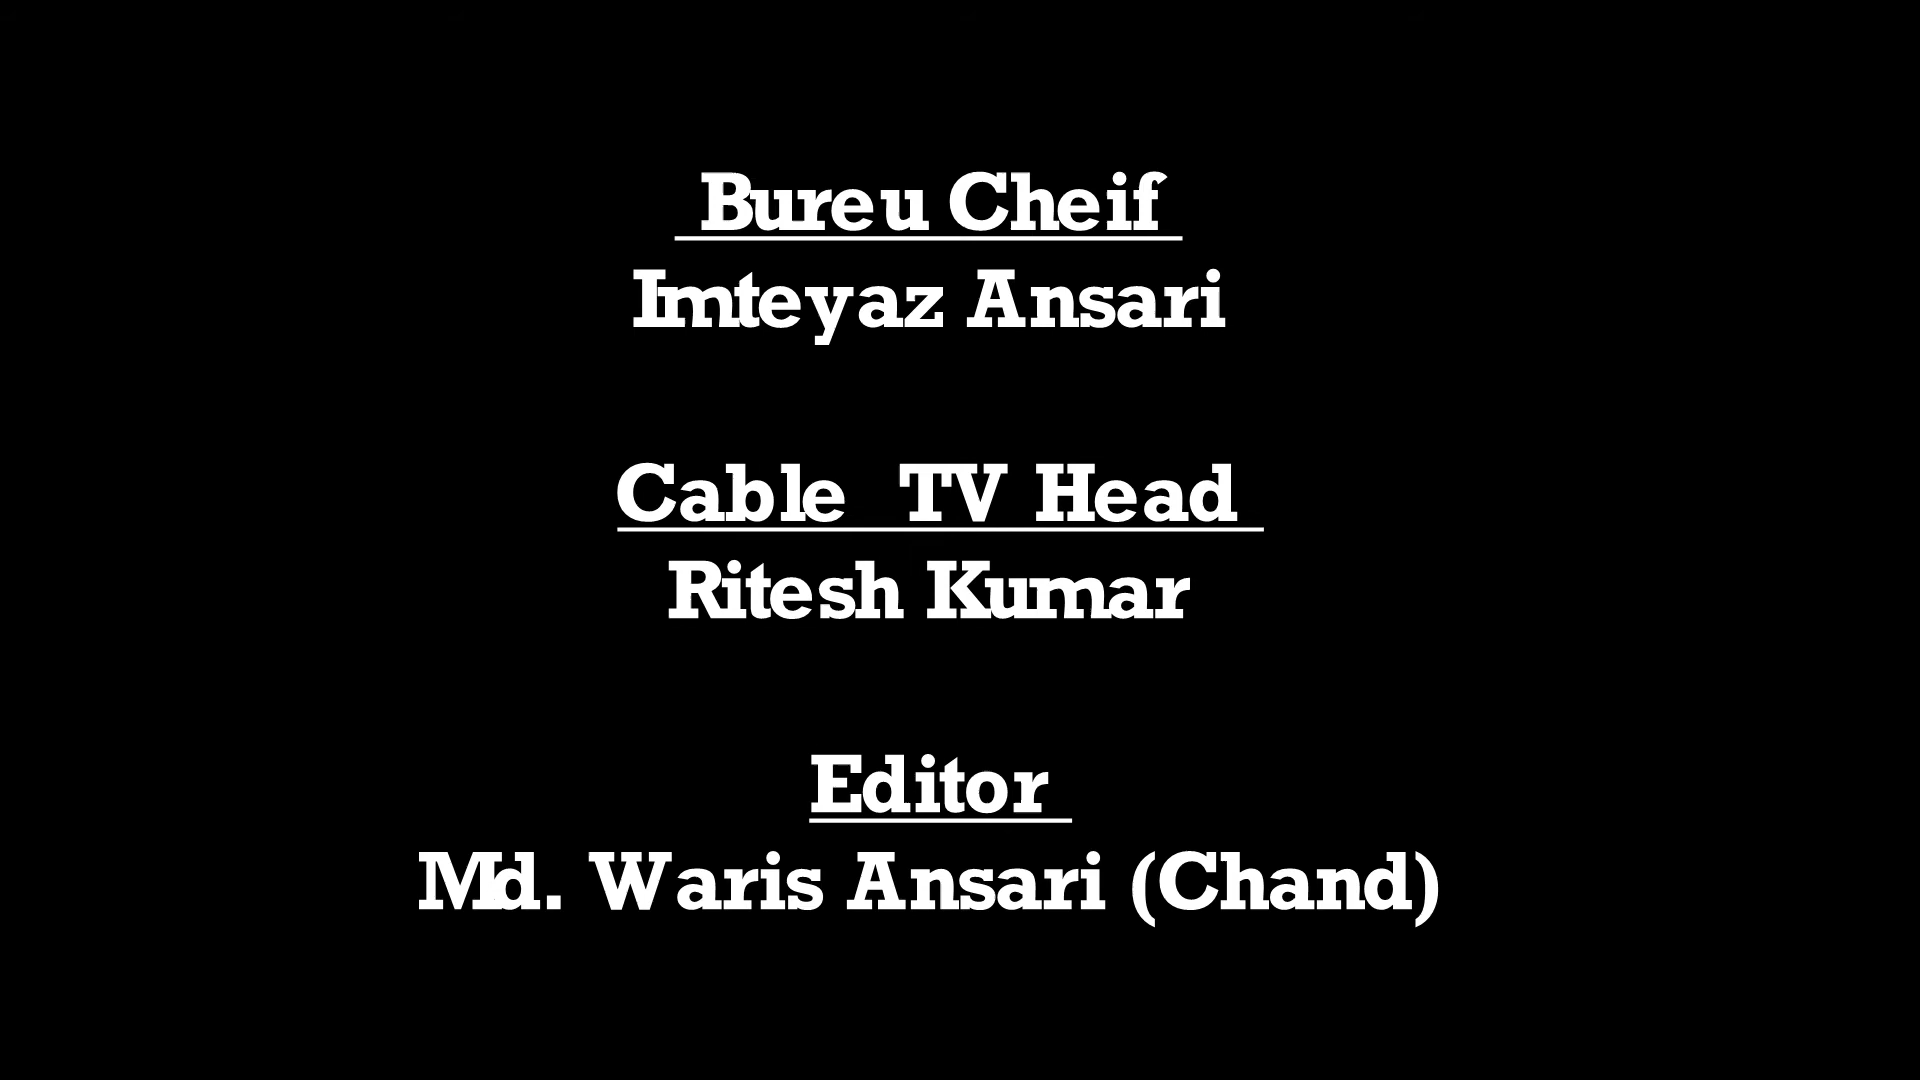 Bureu Cheif
Imteyaz Ansari
Cable TV Head
Ritesh Kumar
Editor
Md. Waris Ansari (Chand)